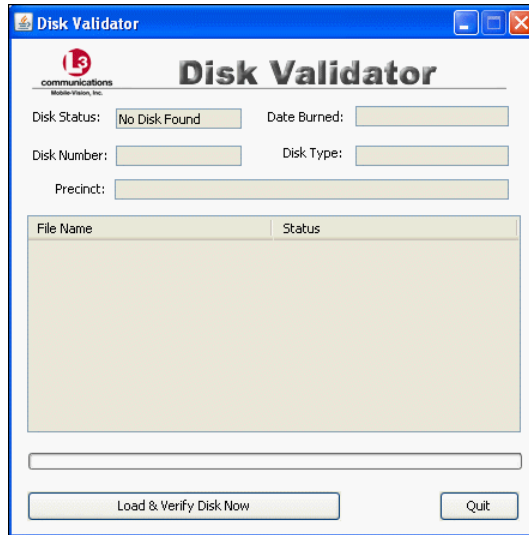 Disk Validator
L3
communications
Mobile-Vision, Inc.
Disk Validator
Disk Status: No Disk Found Date Burned:
Disk Number: Disk Type:
Precinct:
File Name Status
Load & Verify Disk Now Quit